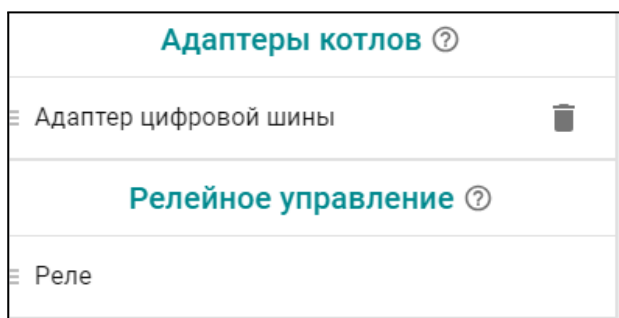 Адаптеры котлов
Адаптер цифровой шины
Релейное управление
Реле